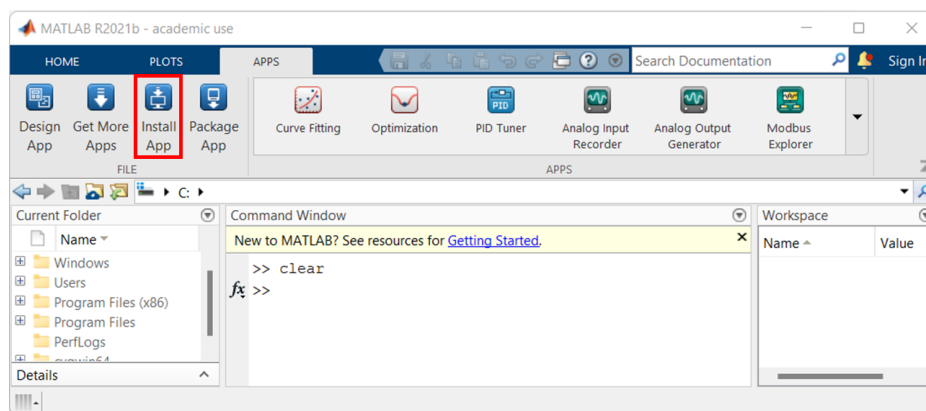 MATLAB R2021b - academic use
HOME PLOTS APPS
Search Documentation
Sign In
Design App
Get More Apps
Install App
Package App
FILE
Curve Fitting
Optimization
PID
PID Tuner
Analog Input Recorder
Analog Output Generator
Modbus Explorer
APPS
C:
Current Folder
Name
Windows
Users
Program Files (x86)
Program Files
PerfLogs
cygwin64
Details
Command Window
New to MATLAB? See resources for Getting Started.
>> clear
fx >>
Workspace
Name Value